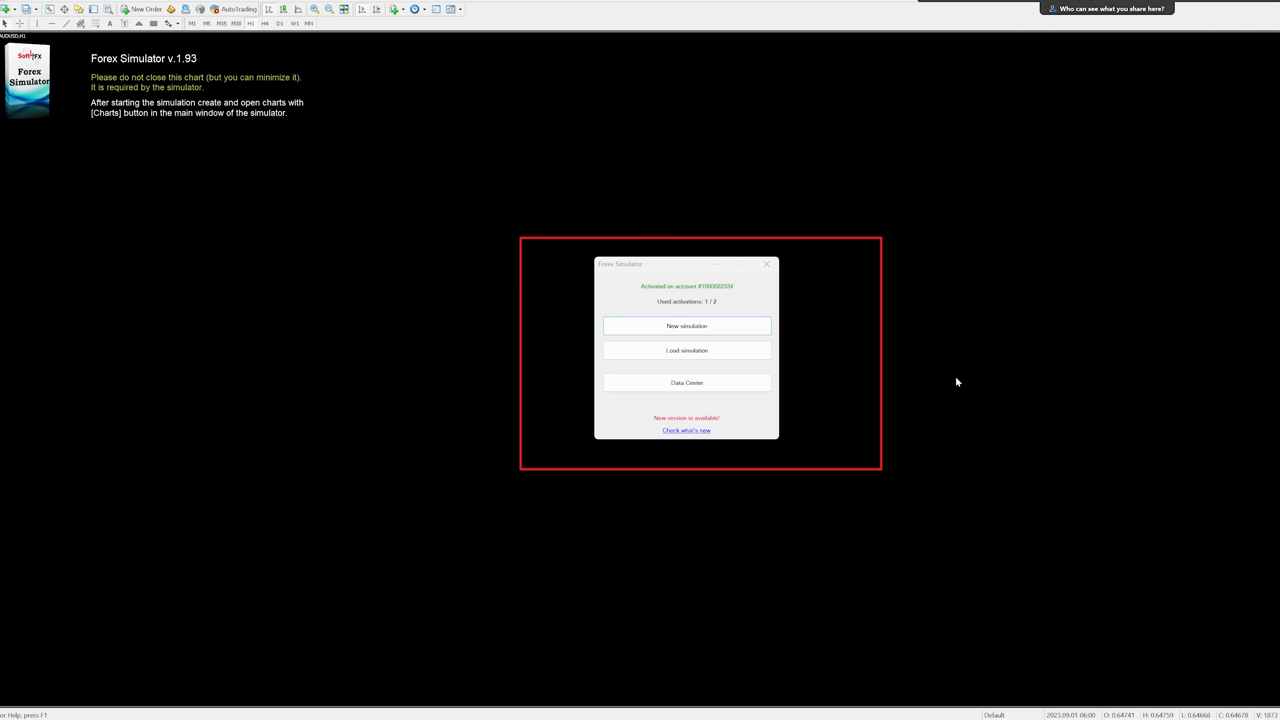 New Order
AutoTrading
Who can see what you share here?
A
T
M1 M5 M15 M30 H1 H4 D1 W1 MN
AUDUSD,H1
Soft4FX
Forex
Simulator
Forex Simulator v.1.93
Please do not close this chart (but you can minimize it).
It is required by the simulator.
After starting the simulation create and open charts with
[Charts] button in the main window of the simulator.
Forex Simulator
Activated on account #1500022334
Used activations: 1 / 2
New simulation
Load simulation
Data Center
New version is available!
Check what's new
or Help, press F1
Default
2023.09.01 06:00
O: 0.64741
H: 0.64759
L: 0.64668
C: 0.64678
V: 1873